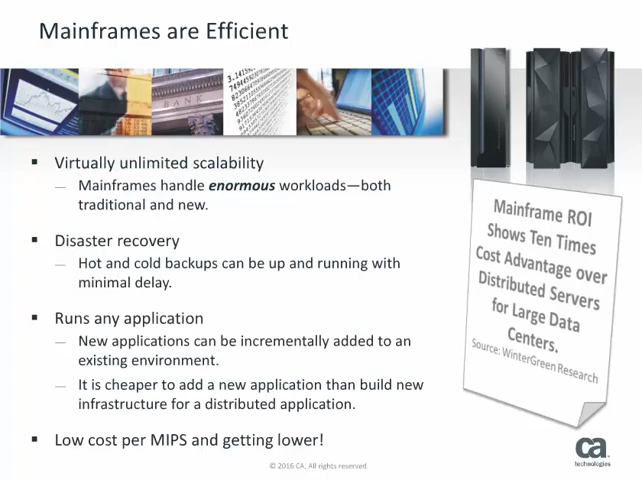 Mainframes are Efficient
BANK
▪ Virtually unlimited scalability
— Mainframes handle enormous workloads—both
traditional and new.
▪ Disaster recovery
— Hot and cold backups can be up and running with
minimal delay.
▪ Runs any application
— New applications can be incrementally added to an
existing environment.
— It is cheaper to add a new application than build new
infrastructure for a distributed application.
▪ Low cost per MIPS and getting lower!
Mainframe ROI
Shows Ten Times
Cost Advantage over
Distributed Servers
for Large Data
Centers.
Source: WinterGreen Research
© 2016 CA. All rights reserved.
ca
technologies